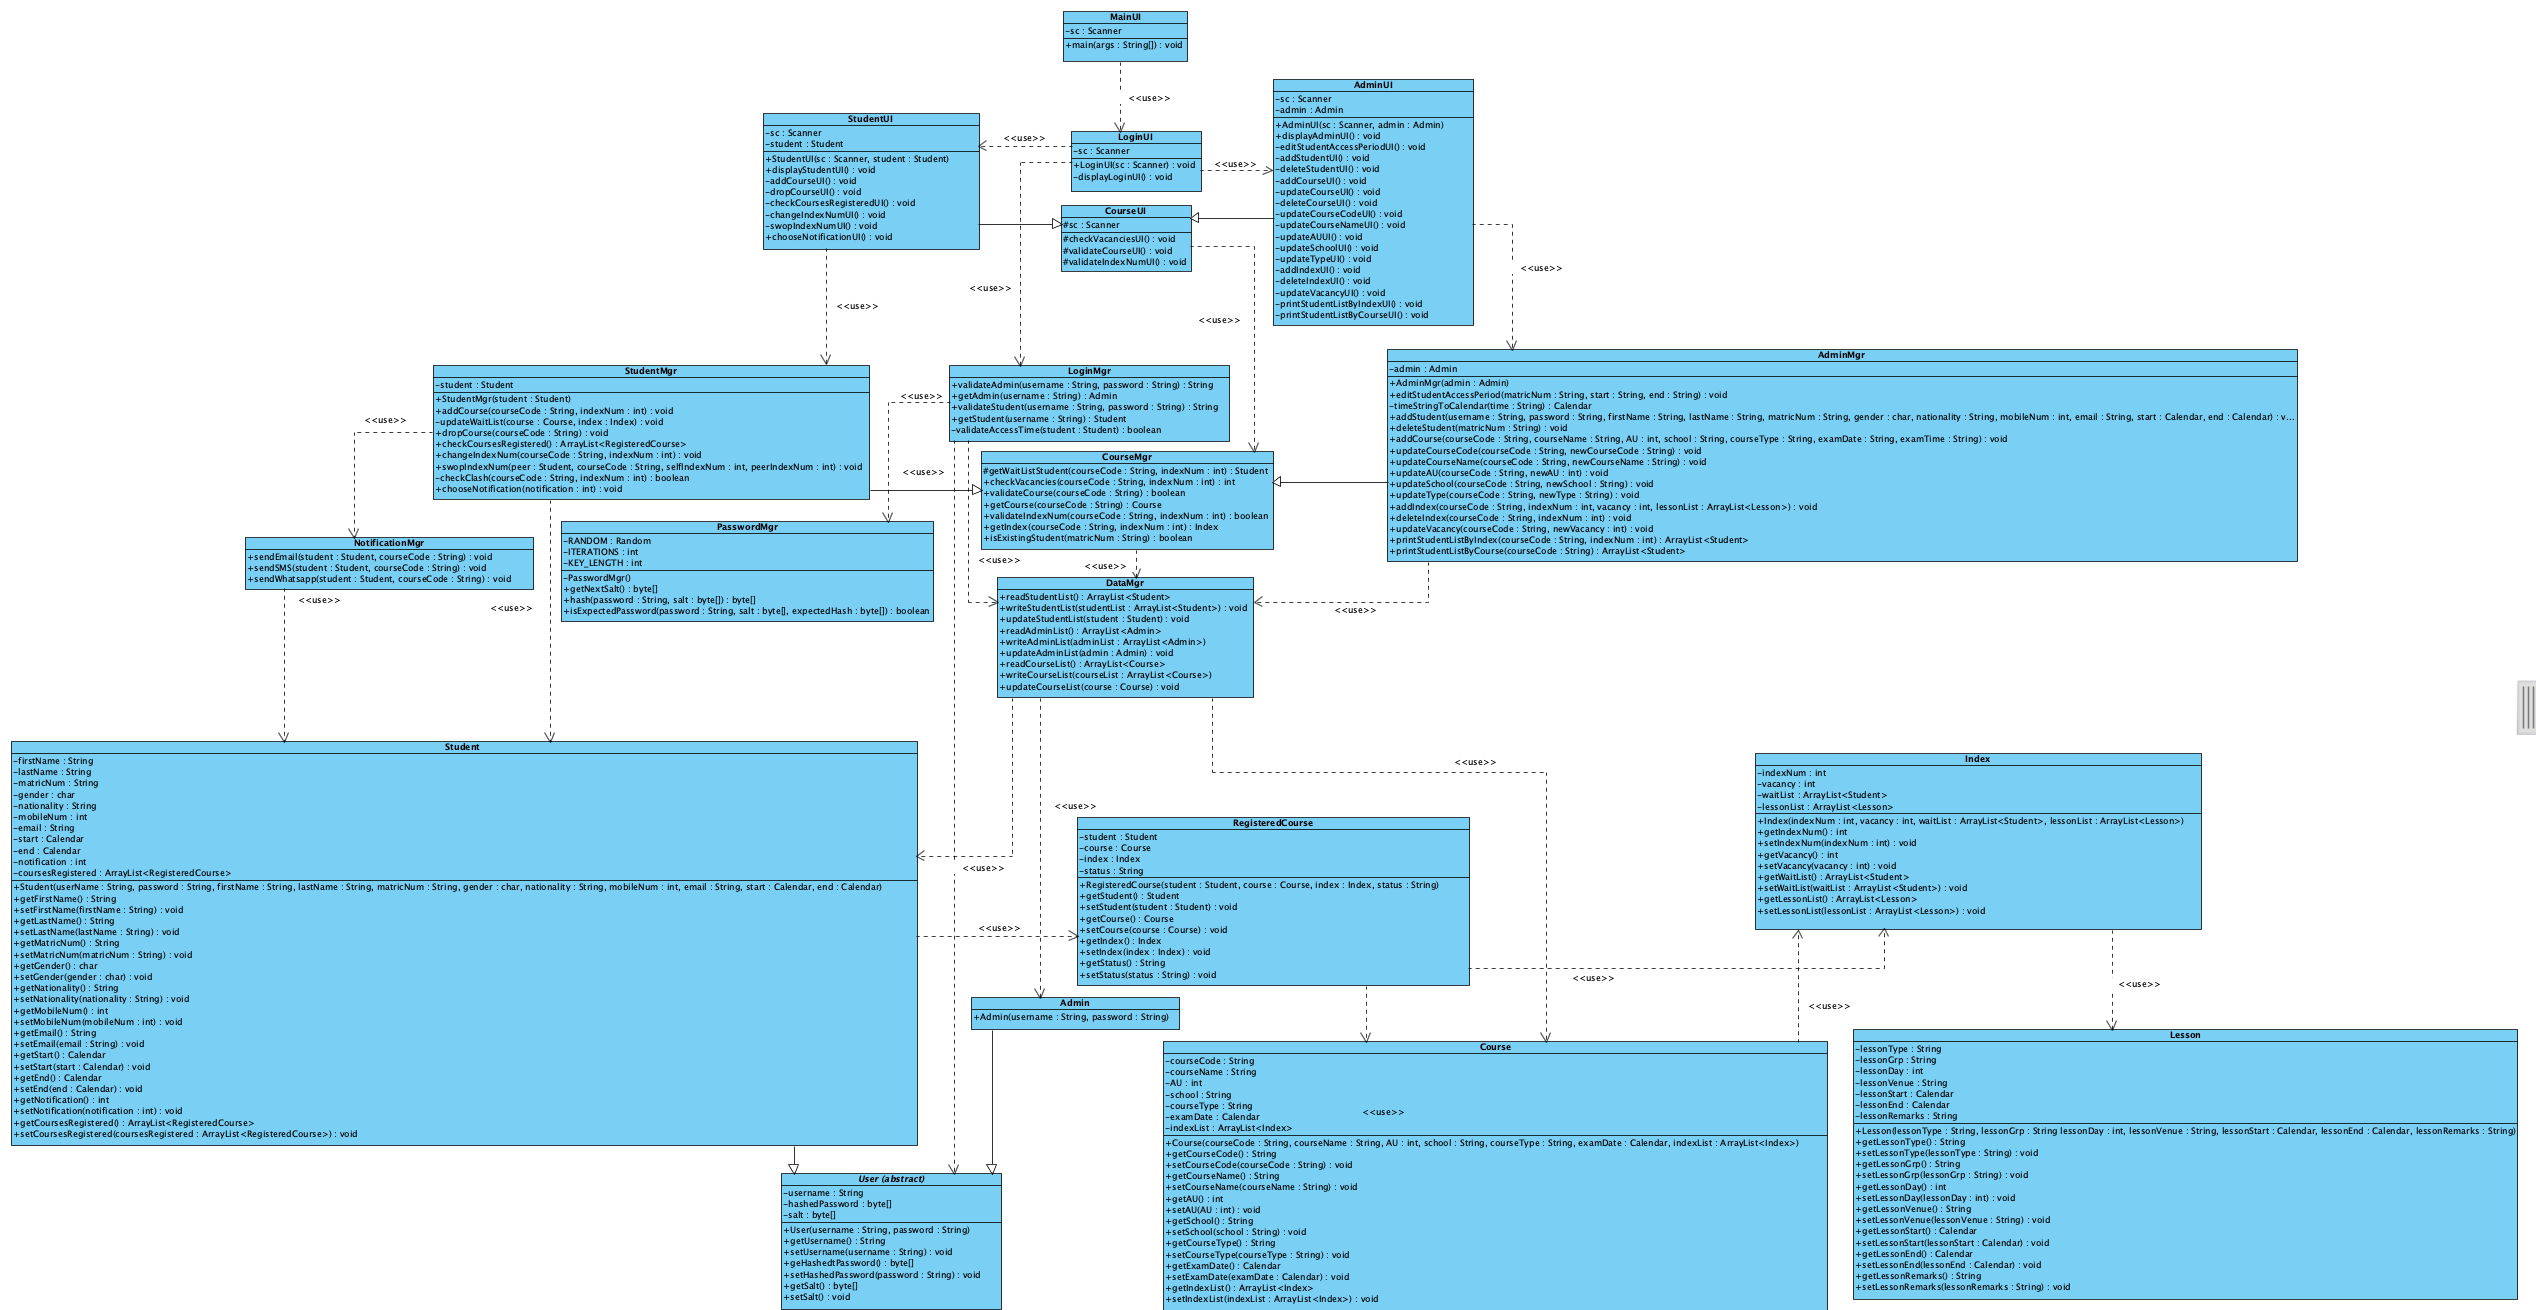 MainUI
-sc : Scanner
+main(args : String[]) : void
<<use>>
AdminUI
-sc : Scanner
-admin : Admin
+AdminUI(sc : Scanner, admin : Admin)
+displayAdminUI() : void
-editStudentAccessPeriodUI() : void
-addStudentUI() : void
-deleteStudentUI() : void
-addCourseUI() : void
-updateCourseUI() : void
-deleteCourseUI() : void
-updateCourseCodeUI() : void
-updateCourseNameUI() : void
-updateAUUI() : void
-updateSchoolUI() : void
-updateTypeUI() : void
-addIndexUI() : void
-deleteIndexUI() : void
-updateVacancyUI() : void
-printStudentListByIndexUI() : void
-printStudentListByCourseUI() : void
StudentUI
-sc : Scanner
-student : Student
+StudentUI(sc : Scanner, student : Student)
+displayStudentUI() : void
-addCourseUI() : void
-dropCourseUI() : void
-checkCoursesRegisteredUI() : void
-changeIndexNumUI() : void
-swopIndexNumUI() : void
+chooseNotificationUI() : void
<<use>>
LoginUI
-sc : Scanner
+LoginUI(sc : Scanner) : void
-displayLoginUI() : void
<<use>>
CourseUI
#sc : Scanner
#checkVacanciesUI() : void
#validateCourseUI() : void
#validateIndexNumUI() : void
<<use>>
<<use>>
<<use>>
<<use>>
StudentMgr
-student : Student
+StudentMgr(student : Student)
+addCourse(courseCode : String, indexNum : int) : void
-updateWaitList(course : Course, index : Index) : void
+dropCourse(courseCode : String) : void
+checkCoursesRegistered() : ArrayList<RegisteredCourse>
+changeIndexNum(courseCode : String, indexNum : int) : void
+swopIndexNum(peer : Student, courseCode : String, selfIndexNum : int, peerIndexNum : int) : void
-checkClash(courseCode : String, indexNum : int) : boolean
+chooseNotification(notification : int) : void
LoginMgr
+validateAdmin(username : String, password : String) : String
+getAdmin(username : String) : Admin
+validateStudent(username : String, password : String) : String
+getStudent(username : String) : Student
-validateAccessTime(student : Student) : boolean
AdminMgr
-admin : Admin
+AdminMgr(admin : Admin)
+editStudentAccessPeriod(matricNum : String, start : String, end : String) : void
-timeStringToCalendar(time : String) : Calendar
+addStudent(username : String, password : String, firstName : String, lastName : String, matricNum : String, gender : char, nationality : String, mobileNum : int, email : String, start : Calendar, end : Calendar) : v...
+deleteStudent(matricNum : String) : void
+addCourse(courseCode : String, courseName : String, AU : int, school : String, courseType : String, examDate : String, examTime : String) : void
+updateCourseCode(courseCode : String, newCourseCode : String) : void
+updateCourseName(courseCode : String, newCourseName : String) : void
+updateAU(courseCode : String, newAU : int) : void
+updateSchool(courseCode : String, newSchool : String) : void
+updateType(courseCode : String, newType : String) : void
+addIndex(courseCode : String, indexNum : int, vacancy : int, lessonList : ArrayList<Lesson>) : void
+deleteIndex(courseCode : String, indexNum : int) : void
+updateVacancy(courseCode : String, newVacancy : int) : void
+printStudentListByIndex(courseCode : String, indexNum : int) : ArrayList<Student>
+printStudentListByCourse(courseCode : String) : ArrayList<Student>
<<use>>
<<use>>
<<use>>
CourseMgr
#getWaitListStudent(courseCode : String, indexNum : int) : Student
+checkVacancies(courseCode : String, indexNum : int) : int
+validateCourse(courseCode : String) : boolean
+getCourse(courseCode : String) : Course
+validateIndexNum(courseCode : String, indexNum : int) : boolean
+getIndex(courseCode : String, indexNum : int) : Index
+isExistingStudent(matricNum : String) : boolean
PasswordMgr
-RANDOM : Random
-ITERATIONS : int
-KEY_LENGTH : int
-PasswordMgr()
+getNextSalt() : byte[]
+hash(password : String, salt : byte[]) : byte[]
+isExpectedPassword(password : String, salt : byte[], expectedHash : byte[]) : boolean
NotificationMgr
+sendEmail(student : Student, courseCode : String) : void
+sendSMS(student : Student, courseCode : String) : void
+sendWhatsapp(student : Student, courseCode : String) : void
<<use>>
<<use>>
<<use>>
<<use>>
<<use>>
DataMgr
+readStudentList() : ArrayList<Student>
+writeStudentList(studentList : ArrayList<Student>) : void
+updateStudentList(student : Student) : void
+readAdminList() : ArrayList<Admin>
+writeAdminList(adminList : ArrayList<Admin>)
+updateAdminList(admin : Admin) : void
+readCourseList() : ArrayList<Course>
+writeCourseList(courseList : ArrayList<Course>)
+updateCourseList(course : Course) : void
Student
-firstName : String
-lastName : String
-matricNum : String
-gender : char
-nationality : String
-mobileNum : int
-email : String
-start : Calendar
-end : Calendar
-notification : int
-coursesRegistered : ArrayList<RegisteredCourse>
+Student(userName : String, password : String, firstName : String, lastName : String, matricNum : String, gender : char, nationality : String, mobileNum : int, email : String, start : Calendar, end : Calendar)
+getFirstName() : String
+setFirstName(firstName : String) : void
+getLastName() : String
+setLastName(lastName : String) : void
+getMatricNum() : String
+setMatricNum(matricNum : String) : void
+getGender() : char
+setGender(gender : char) : void
+getNationality() : String
+setNationality(nationality : String) : void
+getMobileNum() : int
+setMobileNum(mobileNum : int) : void
+getEmail() : String
+setEmail(email : String) : void
+getStart() : Calendar
+setStart(start : Calendar) : void
+getEnd() : Calendar
+setEnd(end : Calendar) : void
+getNotification() : int
+setNotification(notification : int) : void
+getCoursesRegistered() : ArrayList<RegisteredCourse>
+setCoursesRegistered(coursesRegistered : ArrayList<RegisteredCourse>) : void
<<use>>
<<use>>
<<use>>
<<use>>
RegisteredCourse
-student : Student
-course : Course
-index : Index
-status : String
+RegisteredCourse(student : Student, course : Course, index : Index, status : String)
+getStudent() : Student
+setStudent(student : Student) : void
+getCourse() : Course
+setCourse(course : Course) : void
+getIndex() : Index
+setIndex(index : Index) : void
+getStatus() : String
+setStatus(status : String) : void
Index
-indexNum : int
-vacancy : int
-waitList : ArrayList<Student>
-lessonList : ArrayList<Lesson>
+Index(indexNum : int, vacancy : int, waitList : ArrayList<Student>, lessonList : ArrayList<Lesson>)
+getIndexNum() : int
+setIndexNum(indexNum : int) : void
+getVacancy() : int
+setVacancy(vacancy : int) : void
+getWaitList() : ArrayList<Student>
+setWaitList(waitList : ArrayList<Student>) : void
+getLessonList() : ArrayList<Lesson>
+setLessonList(lessonList : ArrayList<Lesson>) : void
<<use>>
<<use>>
<<use>>
Admin
+Admin(username : String, password : String)
Course
-courseCode : String
-courseName : String
-AU : int
-school : String
-courseType : String
-examDate : Calendar
<<use>>
-indexList : ArrayList<Index>
+Course(courseCode : String, courseName : String, AU : int, school : String, courseType : String, examDate : Calendar, indexList : ArrayList<Index>)
+getCourseCode() : String
+setCourseCode(courseCode : String) : void
+getCourseName() : String
+setCourseName(courseName : String) : void
+getAU() : int
+setAU(AU : int) : void
+getSchool() : String
+setSchool(school : String) : void
+getCourseType() : String
+setCourseType(courseType : String) : void
+getExamDate() : Calendar
+setExamDate(examDate : Calendar) : void
+getIndexList() : ArrayList<Index>
+setIndexList(indexList : ArrayList<Index>) : void
Lesson
-lessonType : String
-lessonGrp : String
-lessonDay : int
-lessonVenue : String
-lessonStart : Calendar
-lessonEnd : Calendar
-lessonRemarks : String
+Lesson(lessonType : String, lessonGrp : String lessonDay : int, lessonVenue : String, lessonStart : Calendar, lessonEnd : Calendar, lessonRemarks : String)
+getLessonType() : String
+setLessonType(lessonType : String) : void
+getLessonGrp() : String
+setLessonGrp(lessonGrp : String) : void
+getLessonDay() : int
+setLessonDay(lessonDay : int) : void
+getLessonVenue() : String
+setLessonVenue(lessonVenue : String) : void
+getLessonStart() : Calendar
+setLessonStart(lessonStart : Calendar) : void
+getLessonEnd() : Calendar
+setLessonEnd(lessonEnd : Calendar) : void
+getLessonRemarks() : String
+setLessonRemarks(lessonRemarks : String) : void
User (abstract)
-username : String
-hashedPassword : byte[]
-salt : byte[]
+User(username : String, password : String)
+getUsername() : String
+setUsername(username : String) : void
+geHashedtPassword() : byte[]
+setHashedPassword(password : String) : void
+getSalt() : byte[]
+setSalt() : void